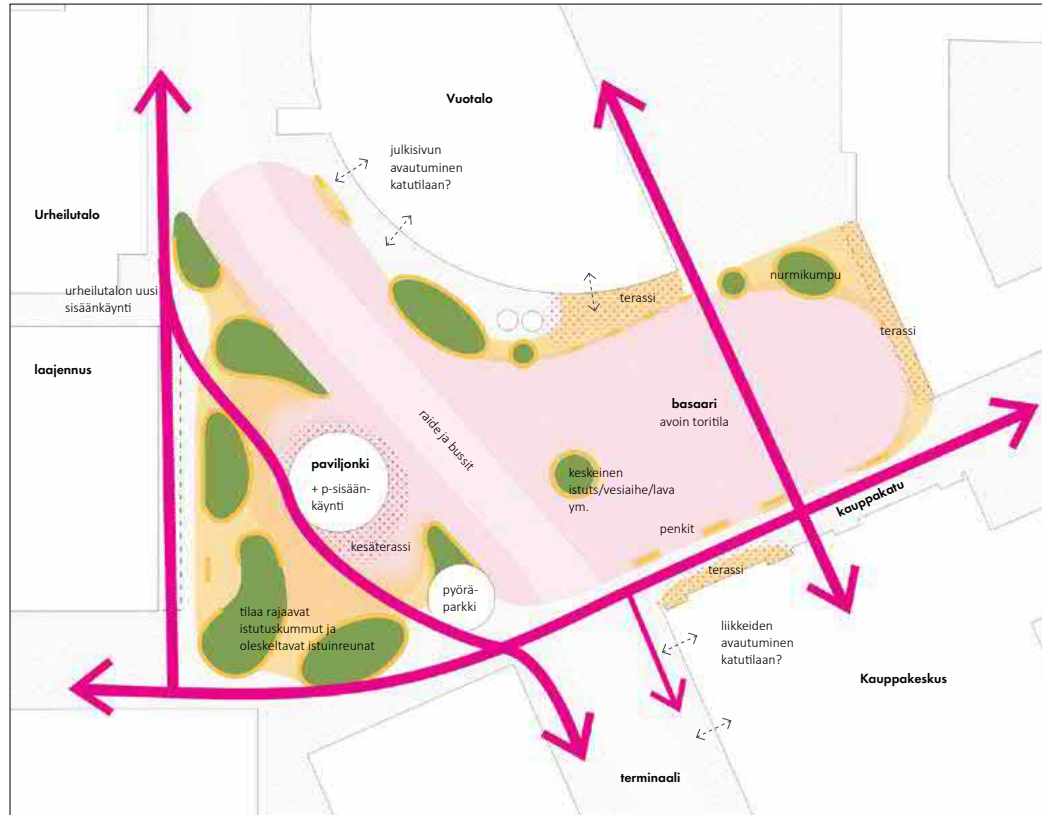 Vuotalo
julkisivun
avautuminen
katutilaan?
Urheilutalo
urheilutalon uusi
sisäänkäynti
laajennus
nurmikumpu
terassi
terassi
basaari
avoin toritila
raide ja bussit
paviljonki
+ p-sisään-
käynti
kesäterassi
keskeinen
istuts/vesiaihe/lava
ym.
penkit
kauppakatu
terassi
pyörä-
parkki
tilaa rajaavat
istutuskummut ja
oleskeltavat istuinreunat
liikkeiden
avautuminen
katutilaan?
Kauppakeskus
terminaali